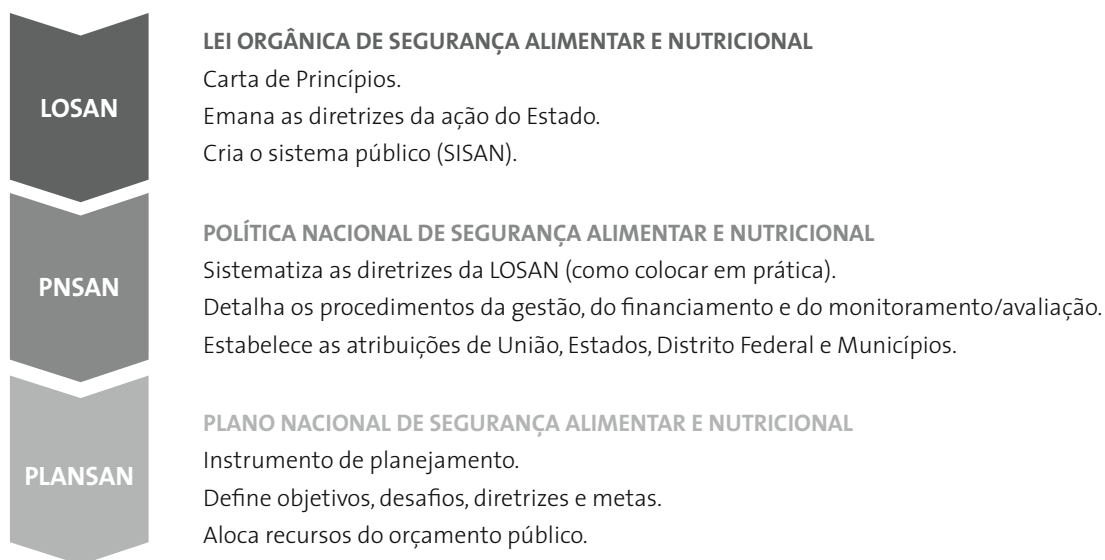 LOSAN
LEI ORGÂNICA DE SEGURANÇA ALIMENTAR E NUTRICIONAL
Carta de Princípios.
Emana as diretrizes da ação do Estado.
Cria o sistema público (SISAN).
PNSAN
POLÍTICA NACIONAL DE SEGURANÇA ALIMENTAR E NUTRICIONAL
Sistematiza as diretrizes da LOSAN (como colocar em prática).
Detalha os procedimentos da gestão, do financiamento e do monitoramento/avaliação.
Estabelece as atribuições de União, Estados, Distrito Federal e Municípios.
PLANSAN
PLANO NACIONAL DE SEGURANÇA ALIMENTAR E NUTRICIONAL
Instrumento de planejamento.
Define objetivos, desafios, diretrizes e metas.
Aloca recursos do orçamento público.